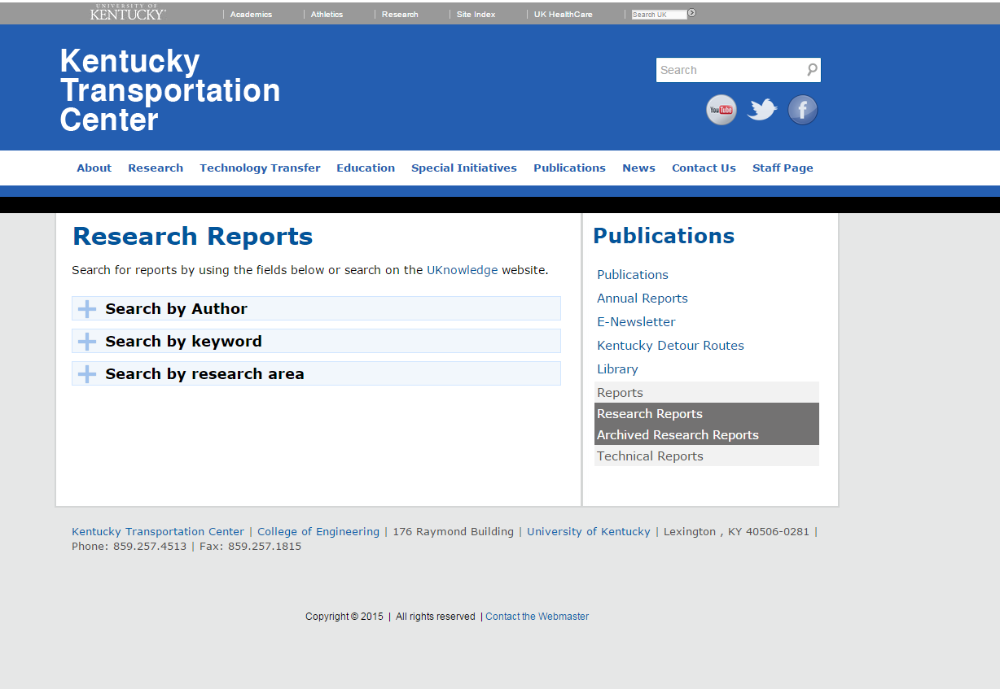 UNIVERSITY OF
KENTUCKY
Academics
Athletics
Research
Site Index
UK HealthCare
Search UK
Kentucky
Transportation
Center
Search
You Tube
f
About Research Technology Transfer Education Special Initiatives Publications News Contact Us Staff Page
Research Reports
Search for reports by using the fields below or search on the UKnowledge website.
Search by Author
Search by keyword
Search by research area
Publications
Publications
Annual Reports
E-Newsletter
Kentucky Detour Routes
Library
Reports
Research Reports
Archived Research Reports
Technical Reports
Kentucky Transportation Center | College of Engineering | 176 Raymond Building | University of Kentucky | Lexington , KY 40506-0281 |
Phone: 859.257.4513 | Fax: 859.257.1815
Copyright © 2015 | All rights reserved | Contact the Webmaster